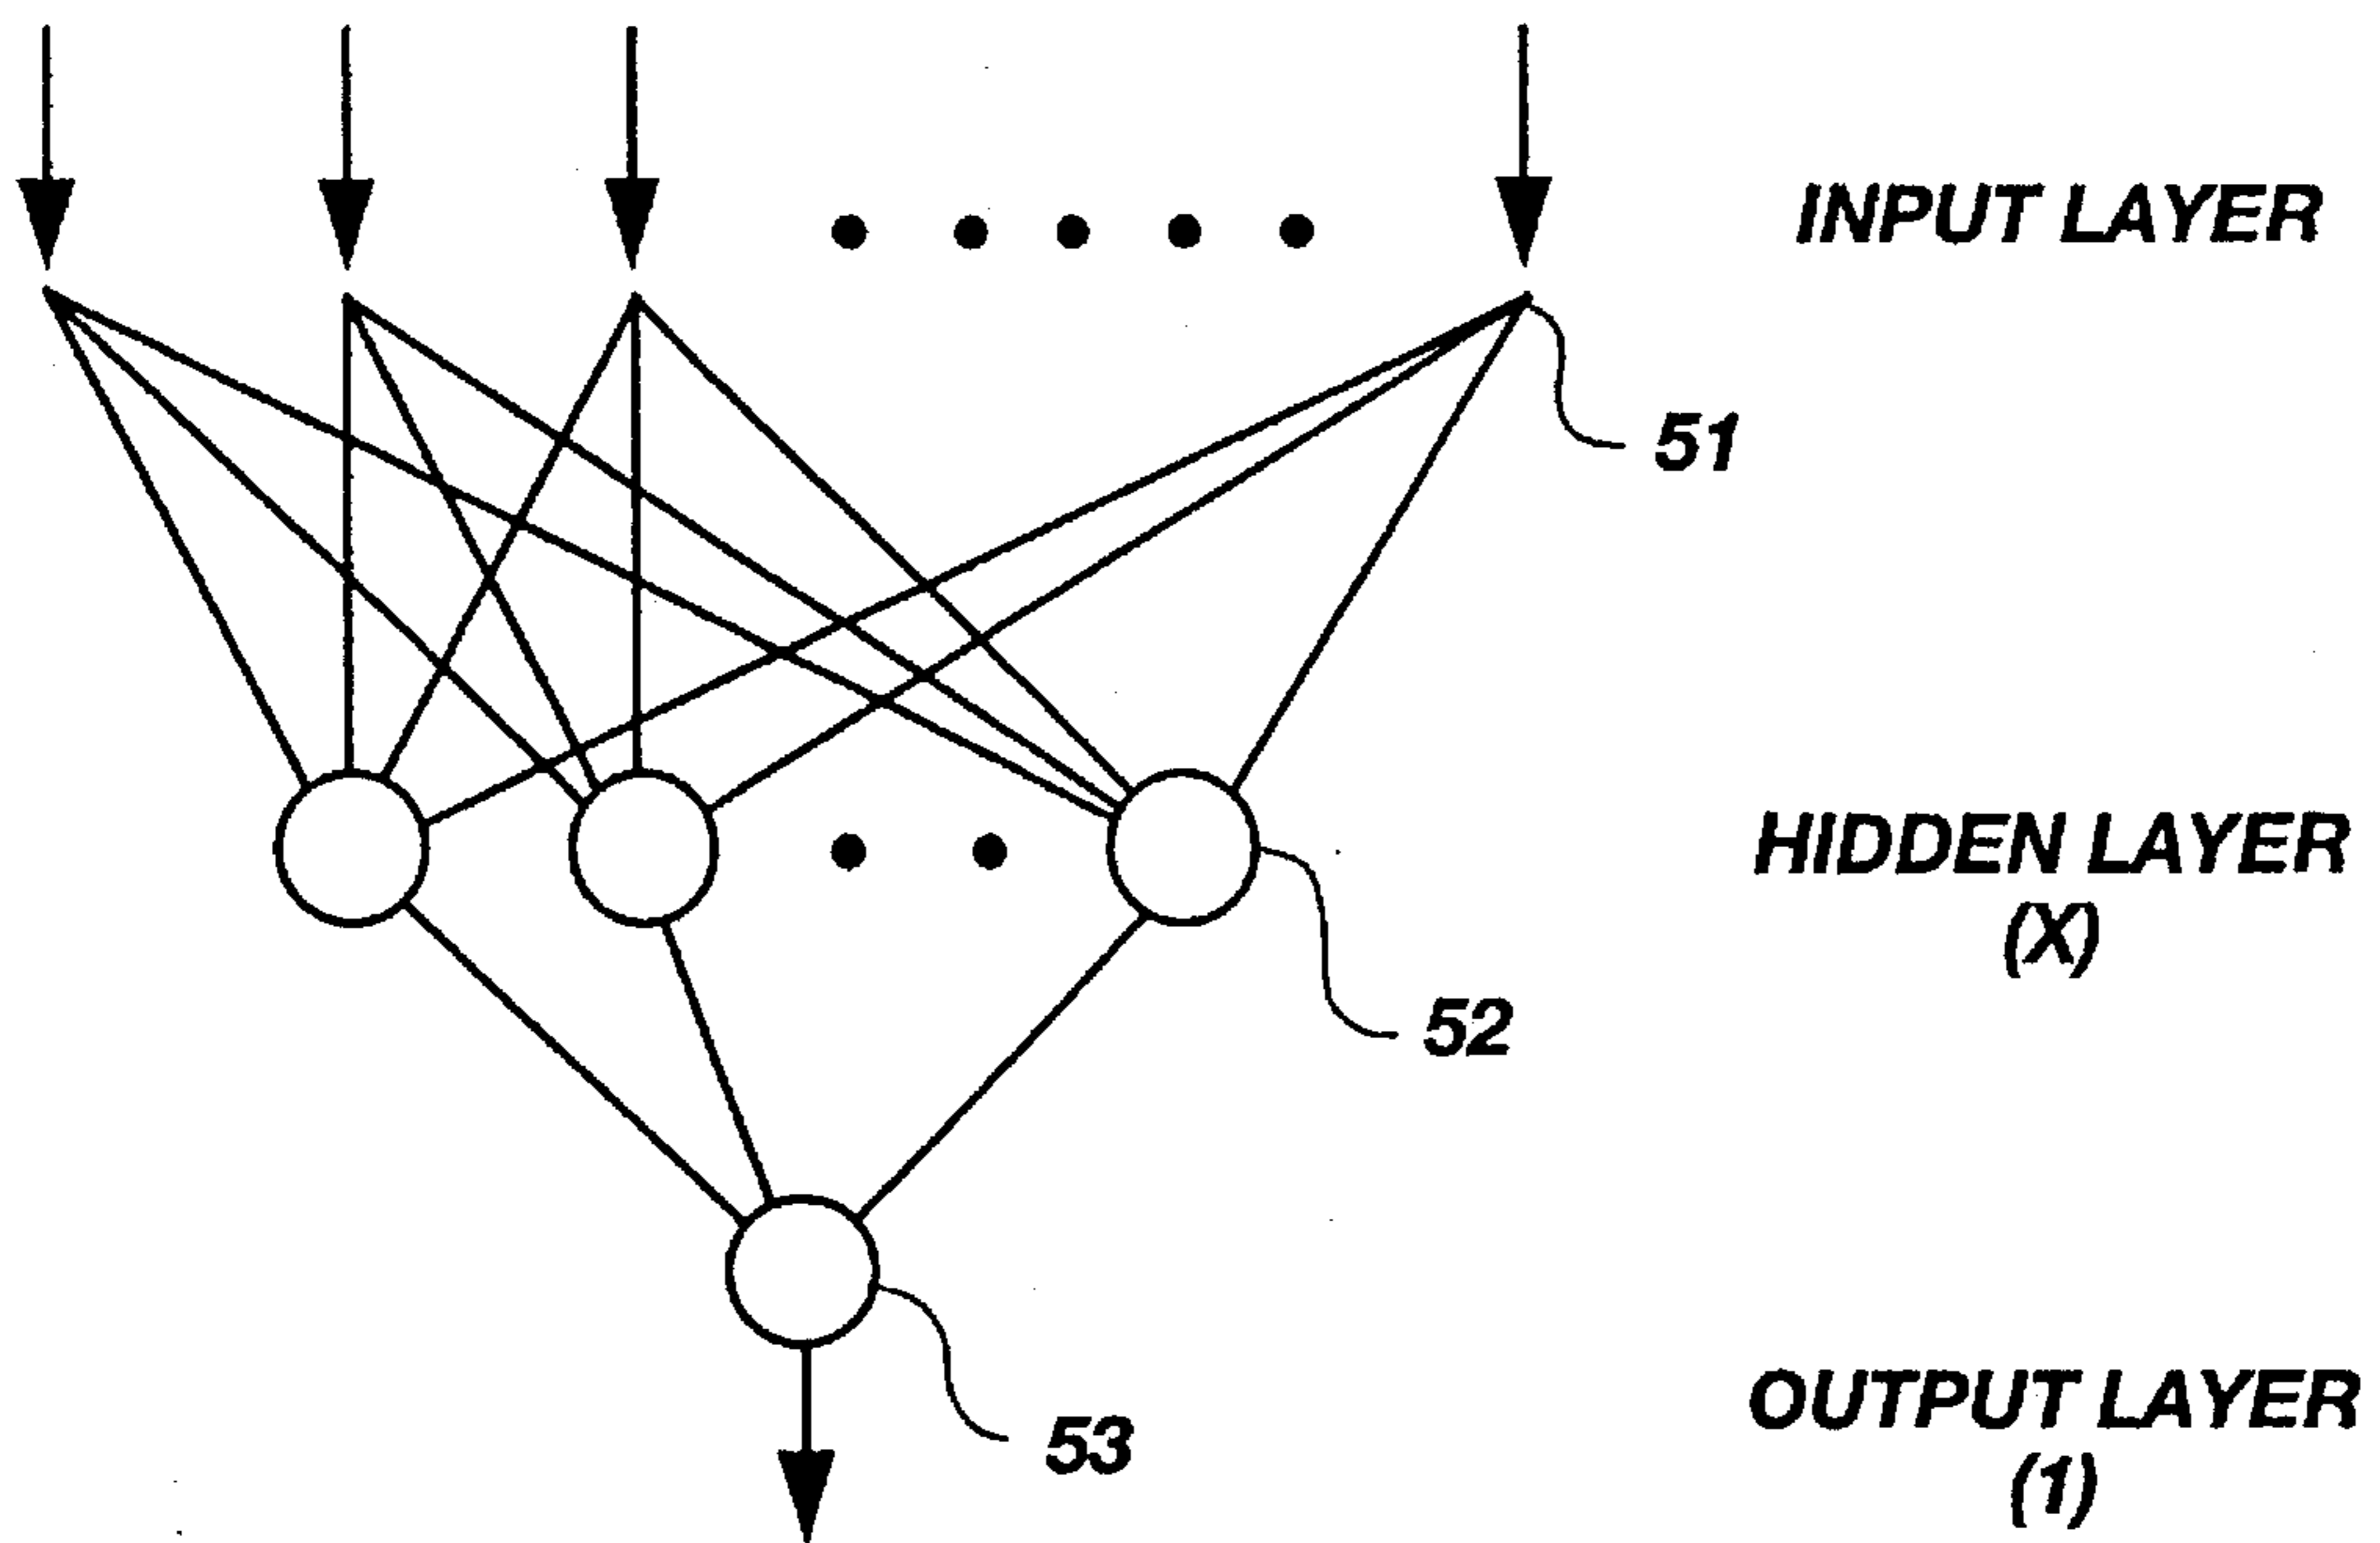 INPUT LAYER
51
HIDDEN LAYER
(X)
52
53
OUTPUT LAYER
(1)